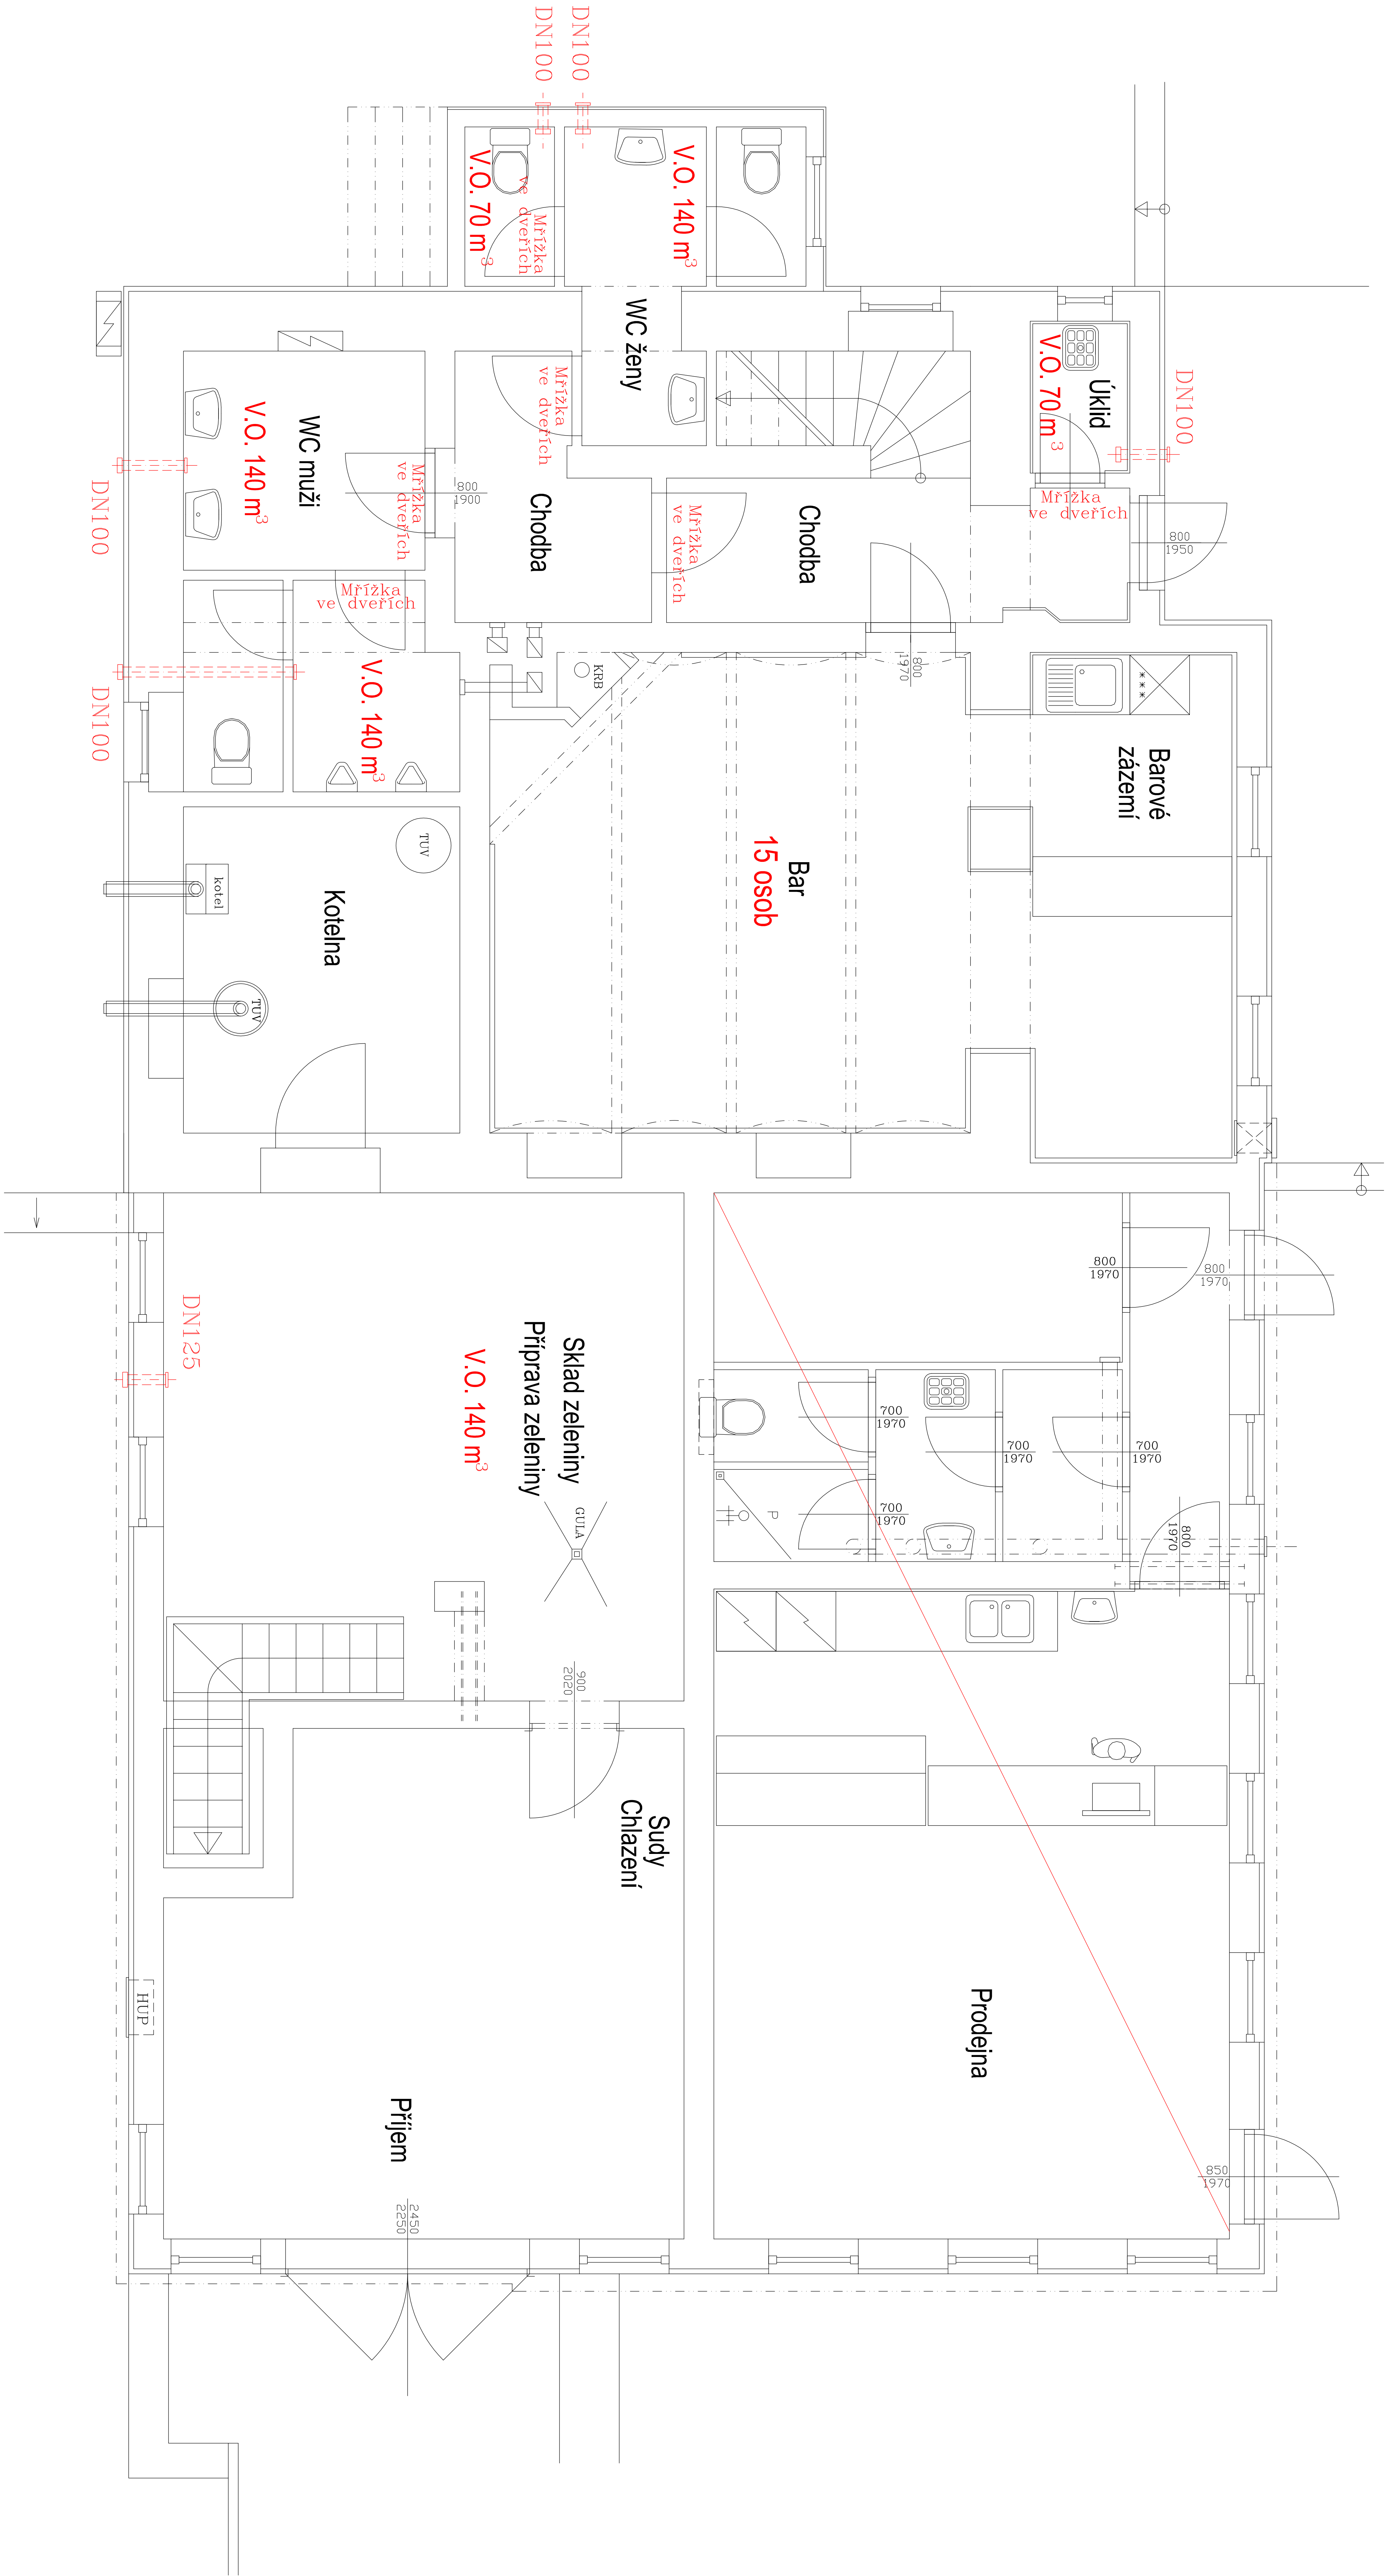 DN100
DN100
V.O. 70 m³
Mřížka
ve dveřích
V.O. 140 m³
WC ženy
Mřížka
ve dveřích
Úklid
V.O. 70m³
DN100
Mřížka
ve dveřích
800
1950
WC muži
V.O. 140 m³
DN100
Mřížka
ve dveřích
800
1900
Chodba
Mřížka
ve dveřích
Chodba
800
1970
Mřížka
ve dveřích
V.O. 140 m³
DN100
KRB
Barové
zázemí
Bar
15 osob
TUV
kotel
Kotelna
TUV
DN125
Sklad zeleniny
Příprava zeleniny
V.O. 140 m³
GULA
800
1970
800
1970
700
1970
700
1970
700
1970
700
1970
P
800
1970
900
2020
Sudy
Chlazení
Prodejna
HUP
Příjem
2450
2250
850
1970